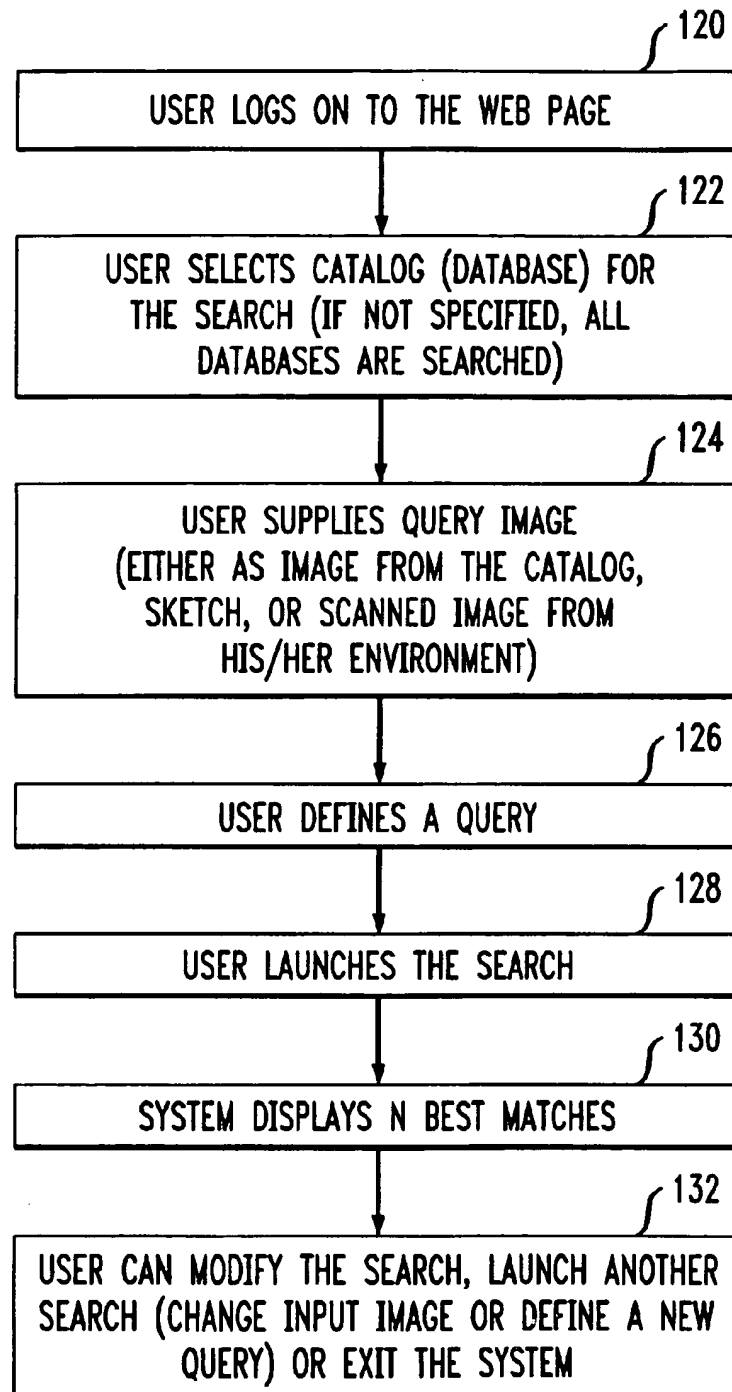 120
USER LOGS ON TO THE WEB PAGE
122
USER SELECTS CATALOG (DATABASE) FOR
THE SEARCH (IF NOT SPECIFIED, ALL
DATABASES ARE SEARCHED)
124
USER SUPPLIES QUERY IMAGE
(EITHER AS IMAGE FROM THE CATALOG,
SKETCH, OR SCANNED IMAGE FROM
HIS/HER ENVIRONMENT)
126
USER DEFINES A QUERY
128
USER LAUNCHES THE SEARCH
130
SYSTEM DISPLAYS N BEST MATCHES
132
USER CAN MODIFY THE SEARCH, LAUNCH ANOTHER
SEARCH (CHANGE INPUT IMAGE OR DEFINE A NEW
QUERY) OR EXIT THE SYSTEM